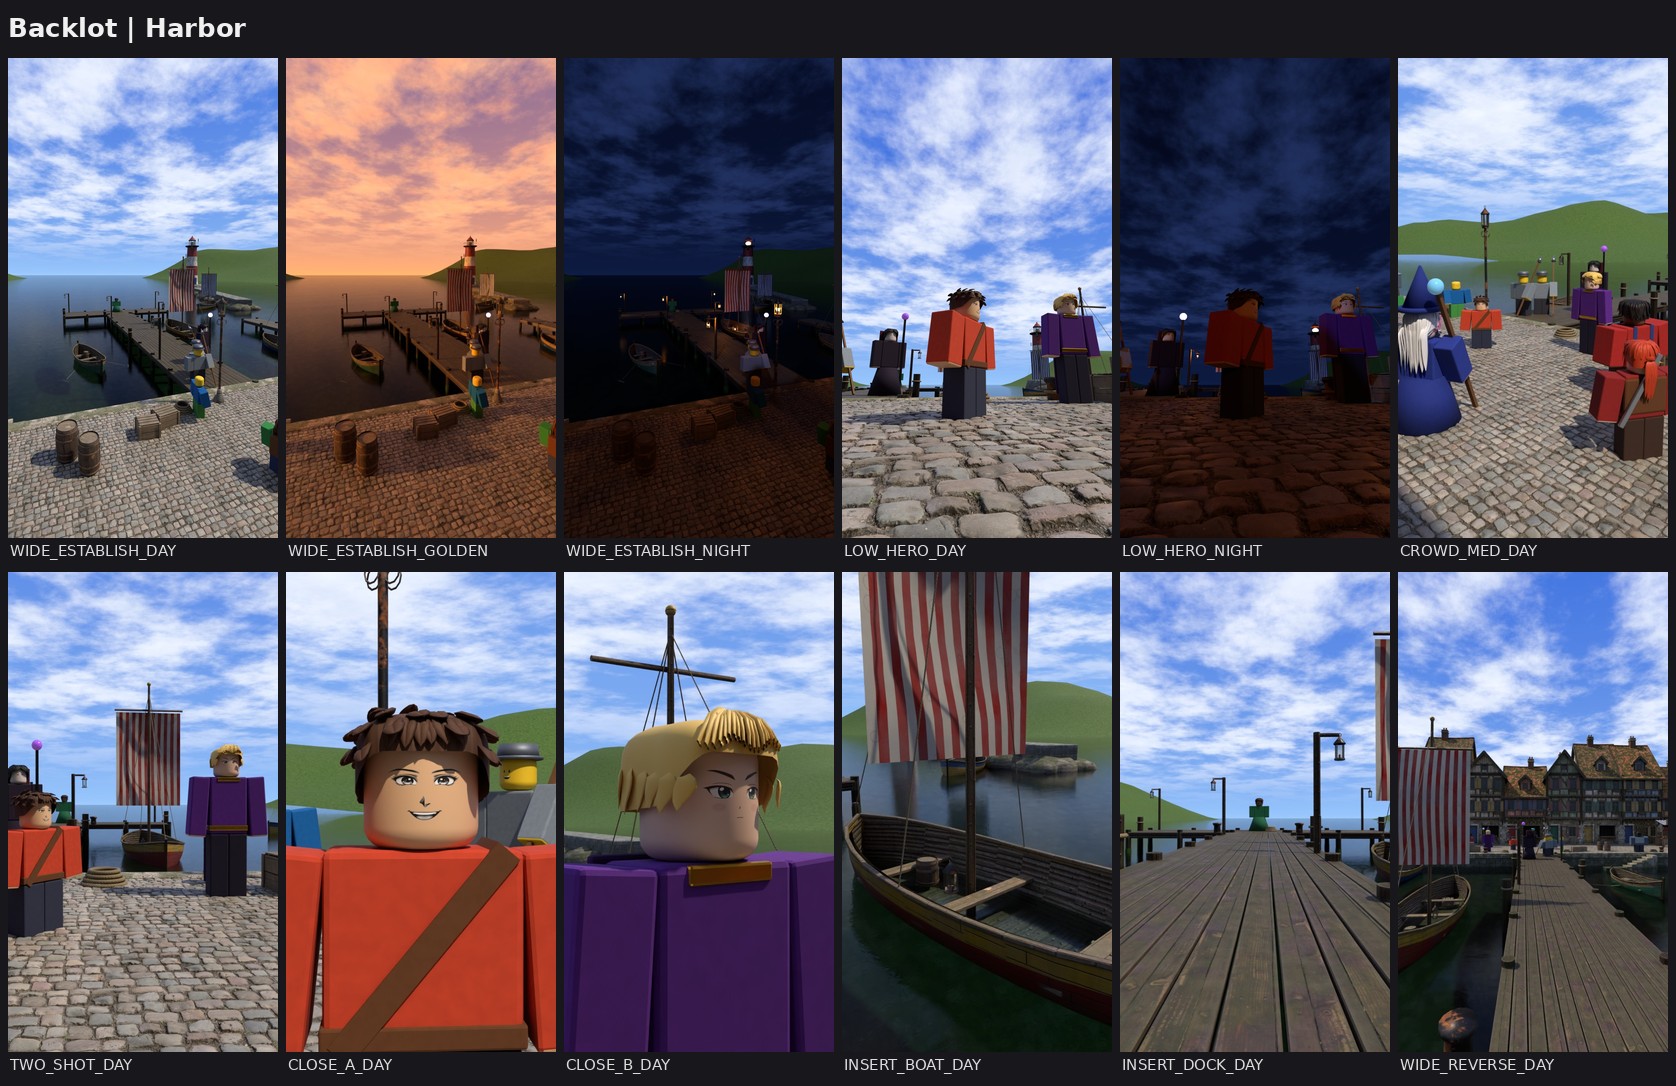 Backlot | Harbor
WIDE_ESTABLISH_DAY
WIDE_ESTABLISH_GOLDEN
WIDE_ESTABLISH_NIGHT
LOW_HERO_DAY
LOW_HERO_NIGHT
CROWD_MED_DAY
TWO_SHOT_DAY
CLOSE_A_DAY
CLOSE_B_DAY
INSERT_BOAT_DAY
INSERT_DOCK_DAY
WIDE_REVERSE_DAY